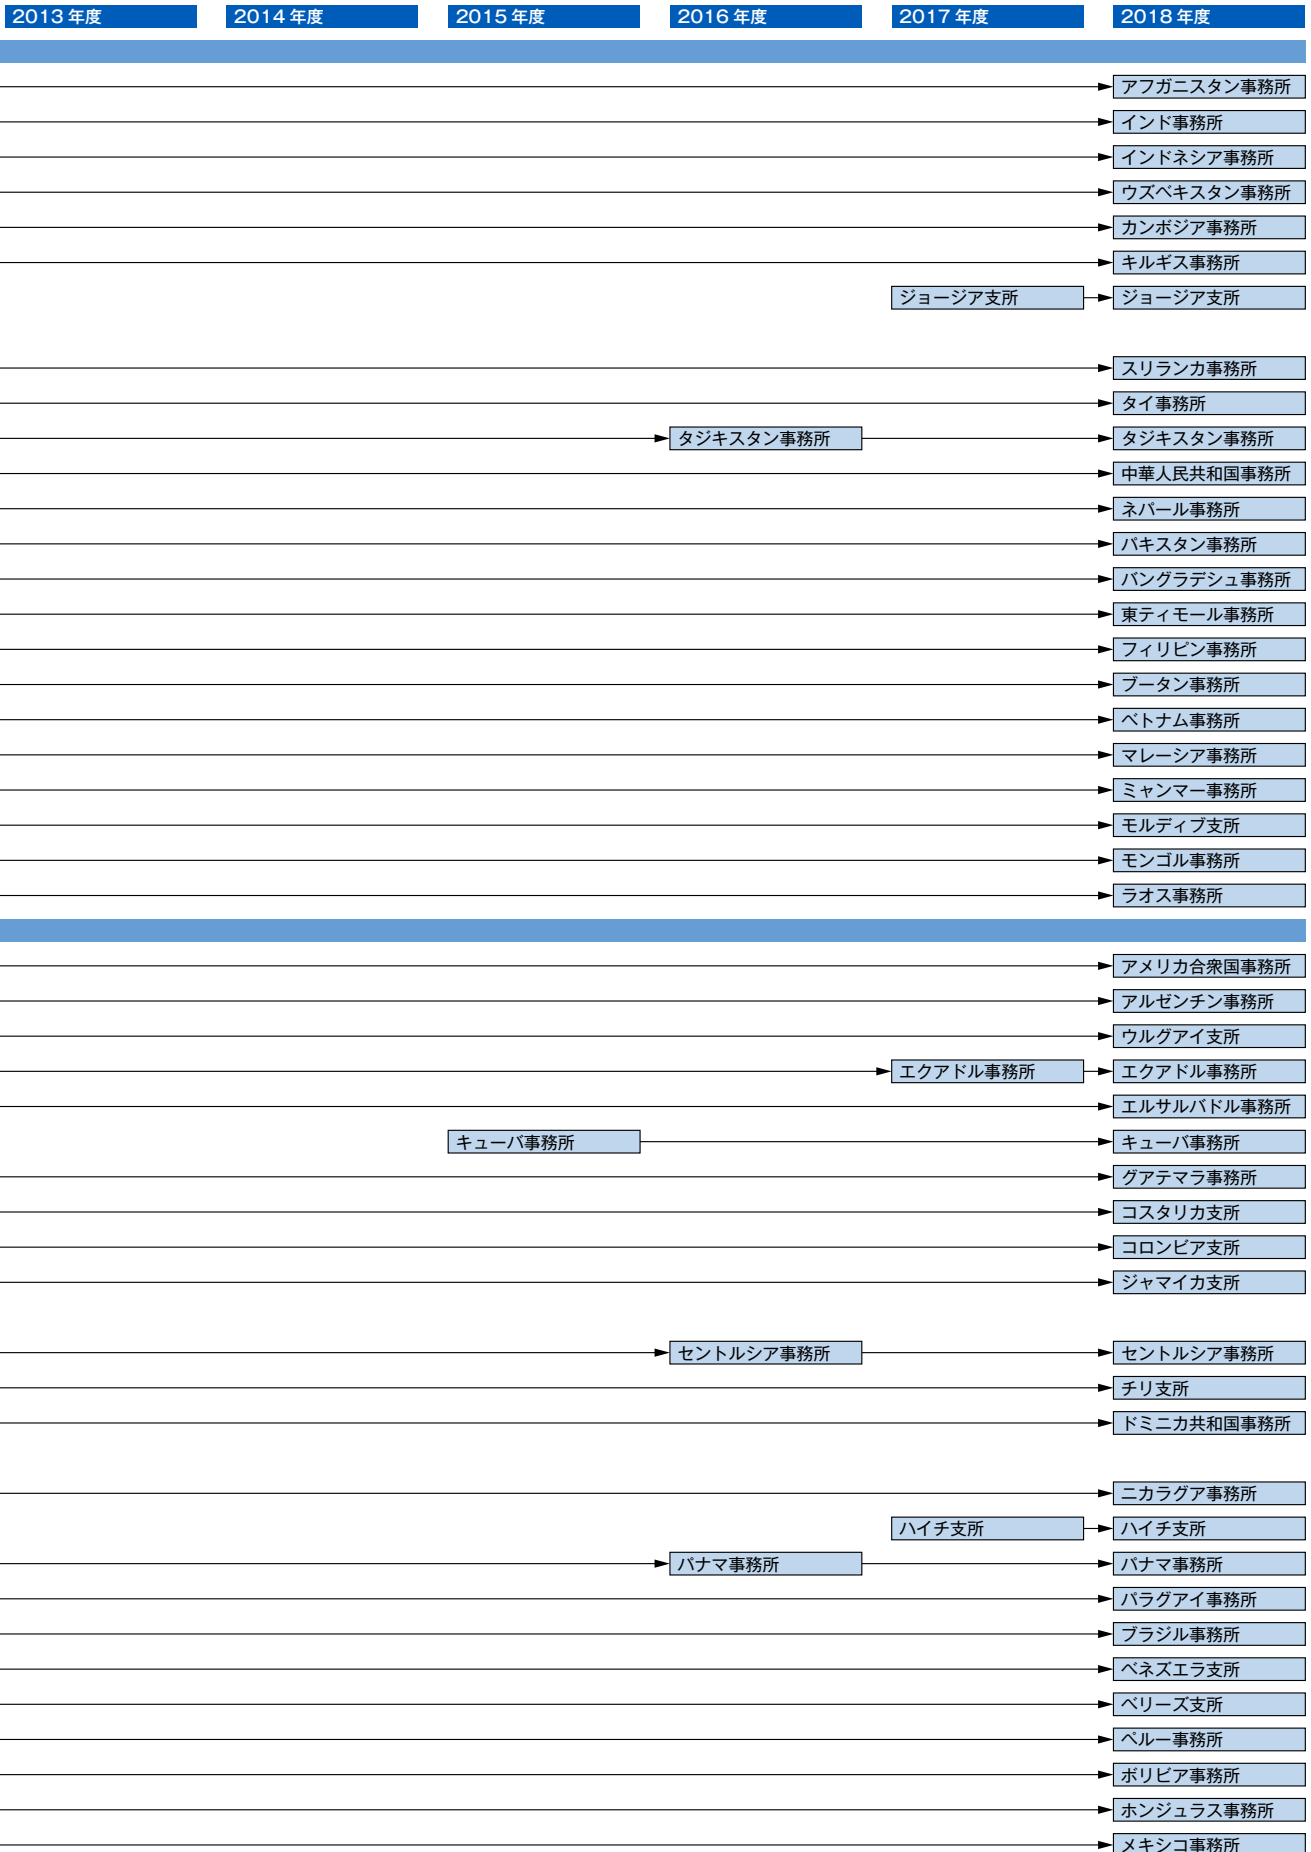 2013年度 2014年度 2015年度 2016年度 2017年度 2018年度
アフガニスタン事務所
インド事務所
インドネシア事務所
ウズベキスタン事務所
カンボジア事務所
キルギス事務所
ジョージア支所 ジョージア支所
スリランカ事務所
タイ事務所
タジキスタン事務所 タジキスタン事務所
中華人民共和国事務所
ネパール事務所
パキスタン事務所
バングラデシュ事務所
東ティモール事務所
フィリピン事務所
ブータン事務所
ベトナム事務所
マレーシア事務所
ミャンマー事務所
モルディブ支所
モンゴル事務所
ラオス事務所
アメリカ合衆国事務所
アルゼンチン事務所
ウルグアイ支所
エクアドル事務所 エクアドル事務所
エルサルバドル事務所
キューバ事務所 キューバ事務所
グアテマラ事務所
コスタリカ支所
コロンビア支所
ジャマイカ支所
セントルシア事務所 セントルシア事務所
チリ支所
ドミニカ共和国事務所
ニカラグア事務所
ハイチ支所 ハイチ支所
パナマ事務所 パナマ事務所
パラグアイ事務所
ブラジル事務所
ベネズエラ支所
ベリーズ支所
ペルー事務所
ボリビア事務所
ホンジュラス事務所
メキシコ事務所